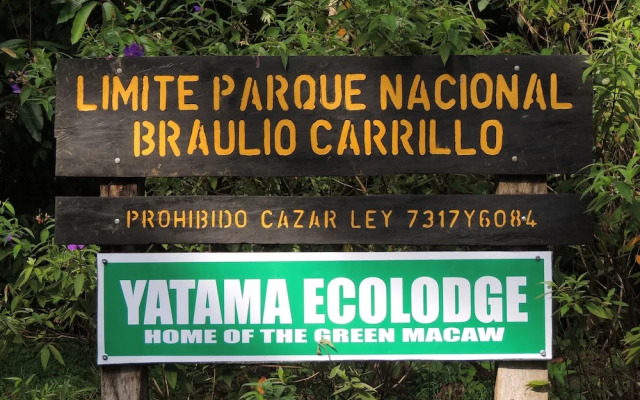 LIMITE PARQUE NACIONAL
BRAULIO CARRILLO
PROHIBIDO CAZAR LEY 7317Y6084
YATAMA ECOLODGE
HOME OF THE GREEN MACAW